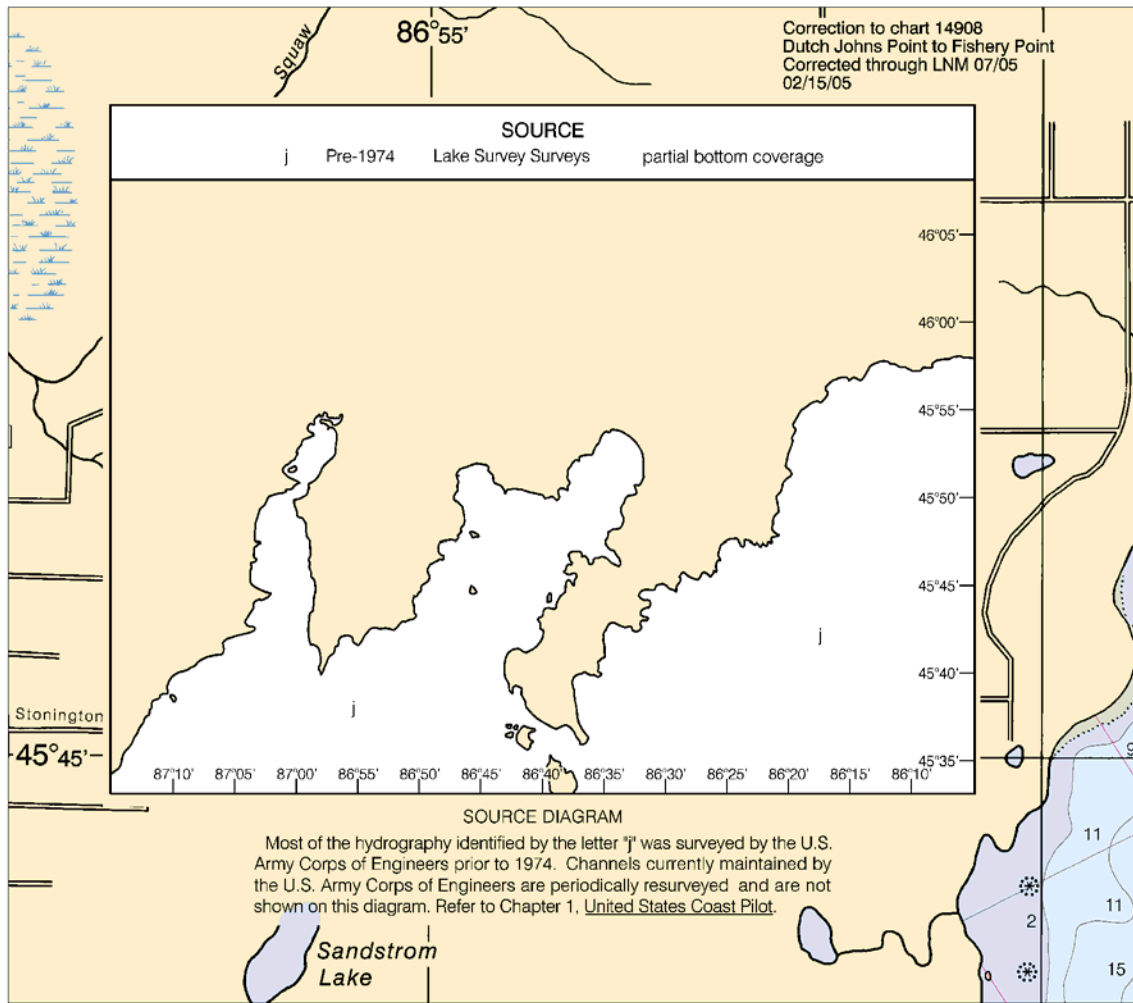 86°55'
Squaw
Correction to chart 14908
Dutch Johns Point to Fishery Point
Corrected through LNM 07/05
02/15/05
SOURCE
j Pre-1974 Lake Survey Surveys partial bottom coverage
46°05'
46°00'
45°55'
45°50'
45°45'
j
45°40'
j
Stonington
45°45'
45°35'
9
87°10' 87°05' 87°00' 86°55' 86°50' 86°45' 86°40' 86°35' 86°30' 86°25' 86°20' 86°15' 86°10'
SOURCE DIAGRAM
Most of the hydrography identified by the letter "j" was surveyed by the U.S.
Army Corps of Engineers prior to 1974. Channels currently maintained by
the U.S. Army Corps of Engineers are periodically resurveyed and are not
shown on this diagram. Refer to Chapter 1, United States Coast Pilot.
11
11
2
15
Sandstrom
Lake